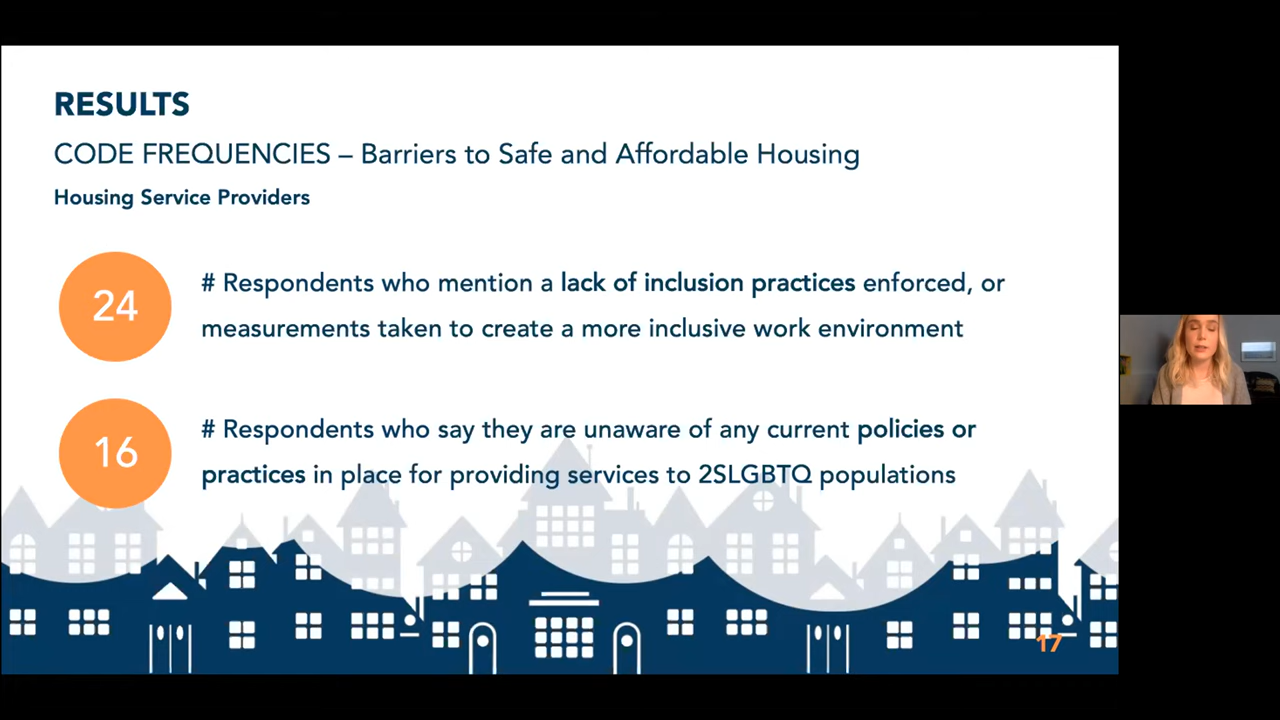 RESULTS
CODE FREQUENCIES – Barriers to Safe and Affordable Housing
Housing Service Providers
24
# Respondents who mention a lack of inclusion practices enforced, or
measurements taken to create a more inclusive work environment
16
# Respondents who say they are unaware of any current policies or
practices in place for providing services to 2SLGBTQ populations
17